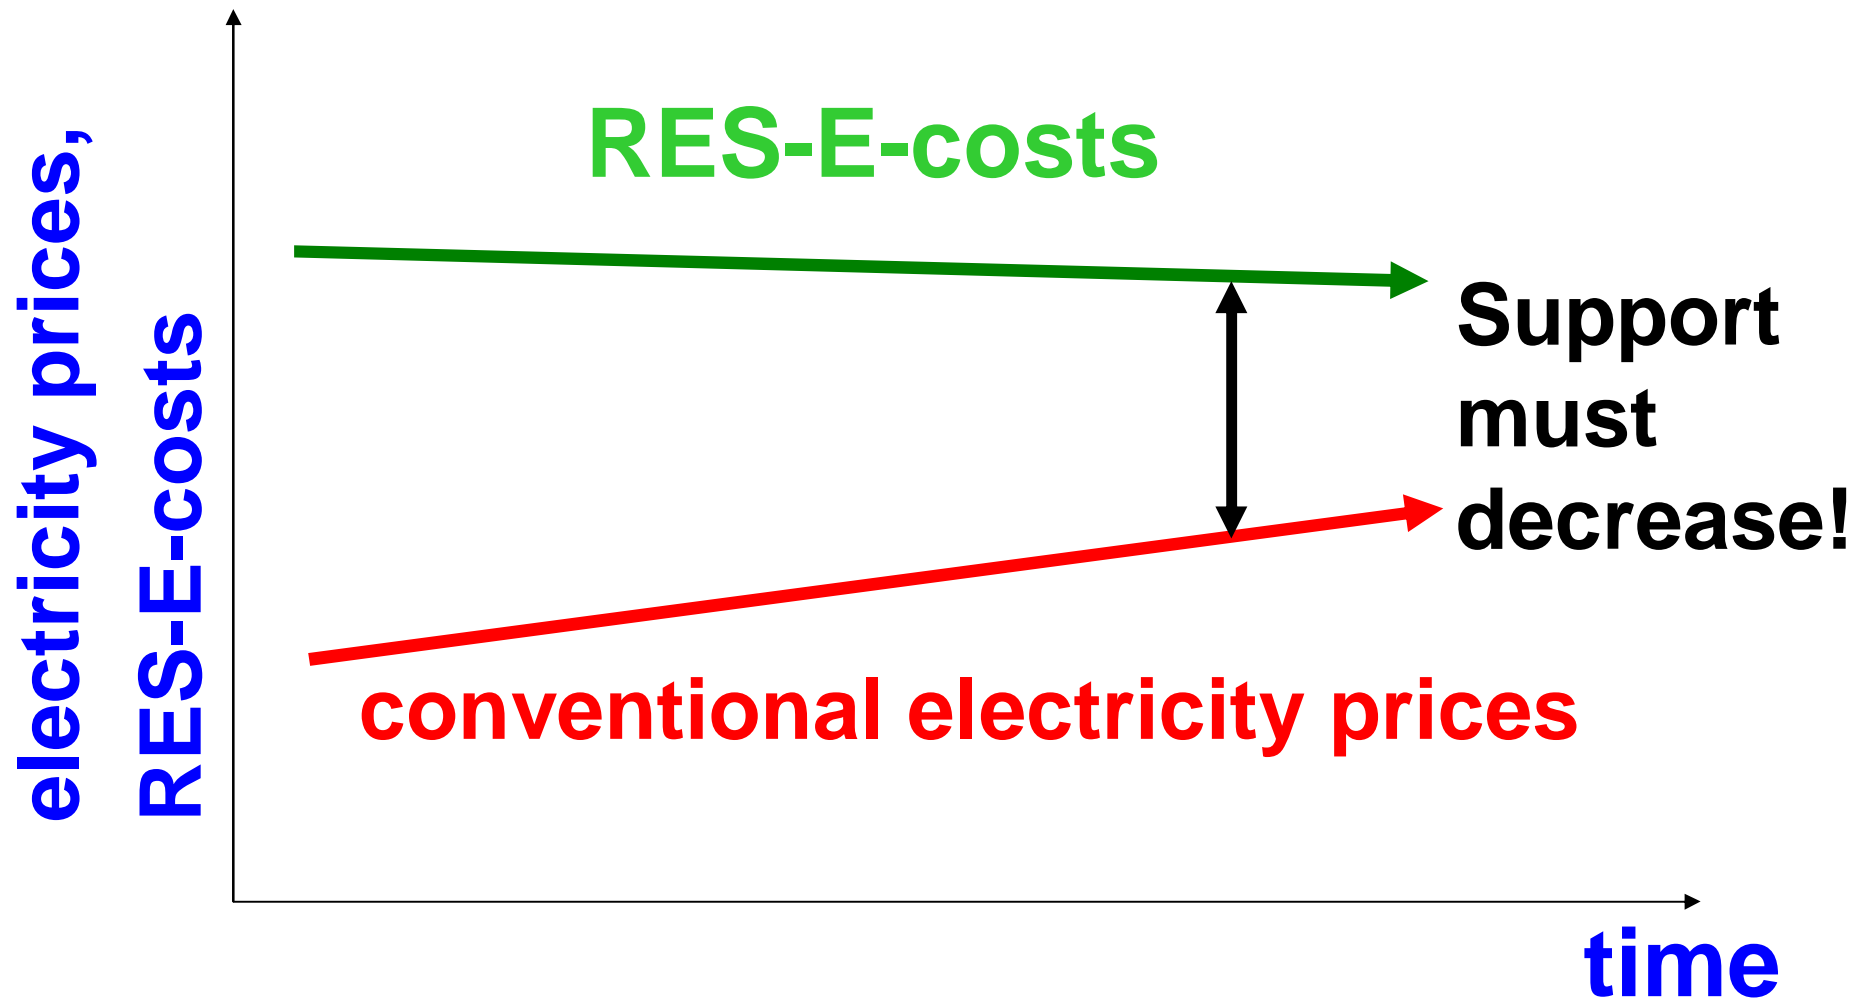 electricity prices,
RES-E-costs
RES-E-costs
Support
must
decrease!
conventional electricity prices
time